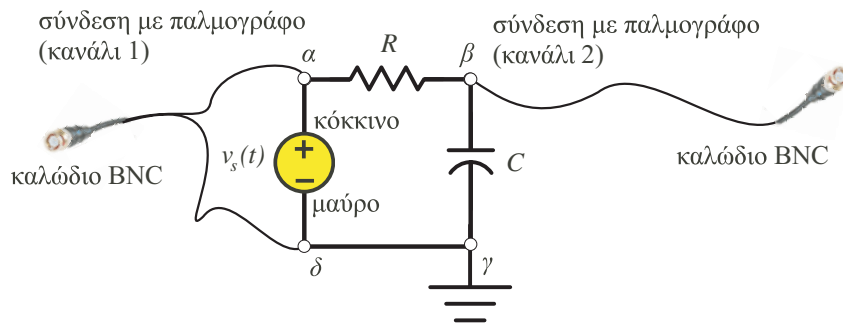 σύνδεση με παλμογράφο
(κανάλι 1)
σύνδεση με παλμογράφο
(κανάλι 2)
α
R
β
κόκκινο
v_s(t)
+
−
C
μαύρο
καλώδιο BNC
καλώδιο BNC
δ
γ